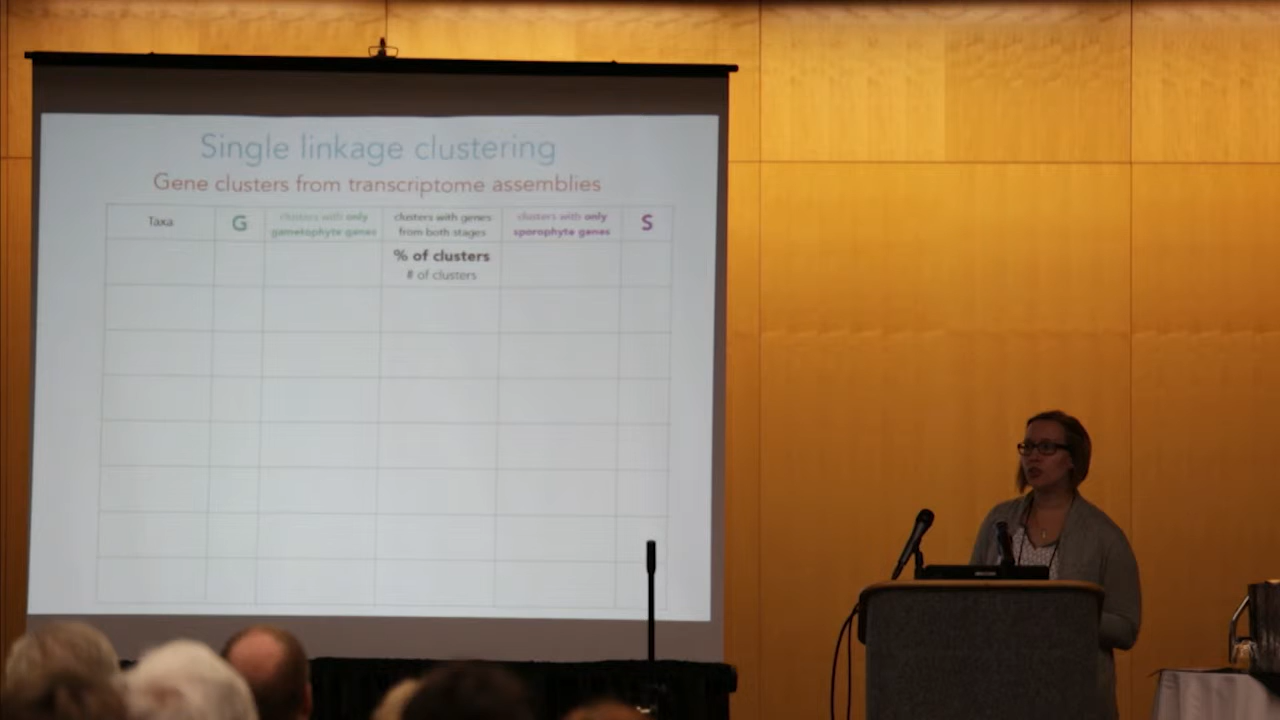 Single linkage clustering
Gene clusters from transcriptome assemblies
Taxa
G
clusters with only
gametophyte genes
clusters with genes
from both stages
clusters with only
sporophyte genes
S
% of clusters
# of clusters